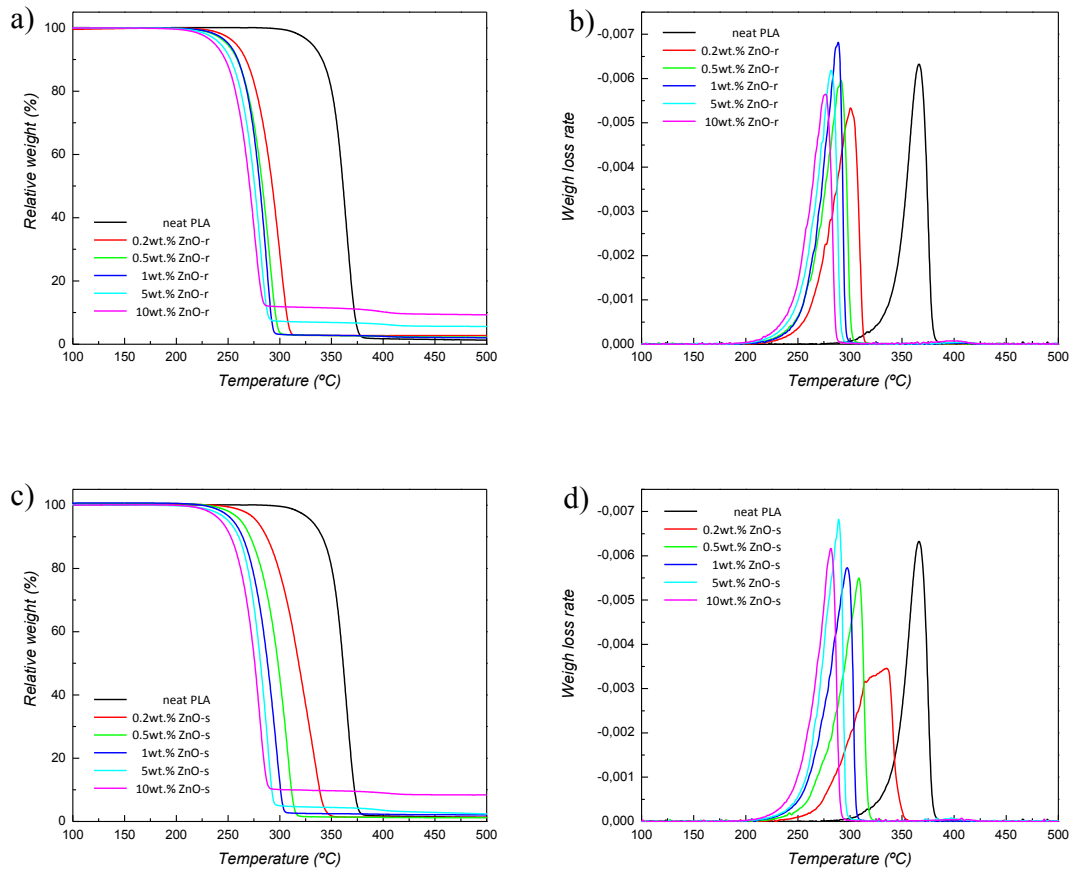 a)
Relative weight (%)
100
80
60
40
20
0
neat PLA
0.2wt.% ZnO-r
0.5wt.% ZnO-r
1wt.% ZnO-r
5wt.% ZnO-r
10wt.% ZnO-r
100 150 200 250 300 350 400 450 500
Temperature (ºC)
b)
Weigh loss rate
-0,007
-0,006
-0,005
-0,004
-0,003
-0,002
-0,001
0,000
neat PLA
0.2wt.% ZnO-r
0.5wt.% ZnO-r
1wt.% ZnO-r
5wt.% ZnO-r
10wt.% ZnO-r
100 150 200 250 300 350 400 450 500
Temperature (ºC)
c)
Relative weight (%)
100
80
60
40
20
0
neat PLA
0.2wt.% ZnO-s
0.5wt.% ZnO-s
1wt.% ZnO-s
5wt.% ZnO-s
10wt.% ZnO-s
100 150 200 250 300 350 400 450 500
Temperature (ºC)
d)
Weigh loss rate
-0,007
-0,006
-0,005
-0,004
-0,003
-0,002
-0,001
0,000
neat PLA
0.2wt.% ZnO-s
0.5wt.% ZnO-s
1wt.% ZnO-s
5wt.% ZnO-s
10wt.% ZnO-s
100 150 200 250 300 350 400 450 500
Temperature (ºC)